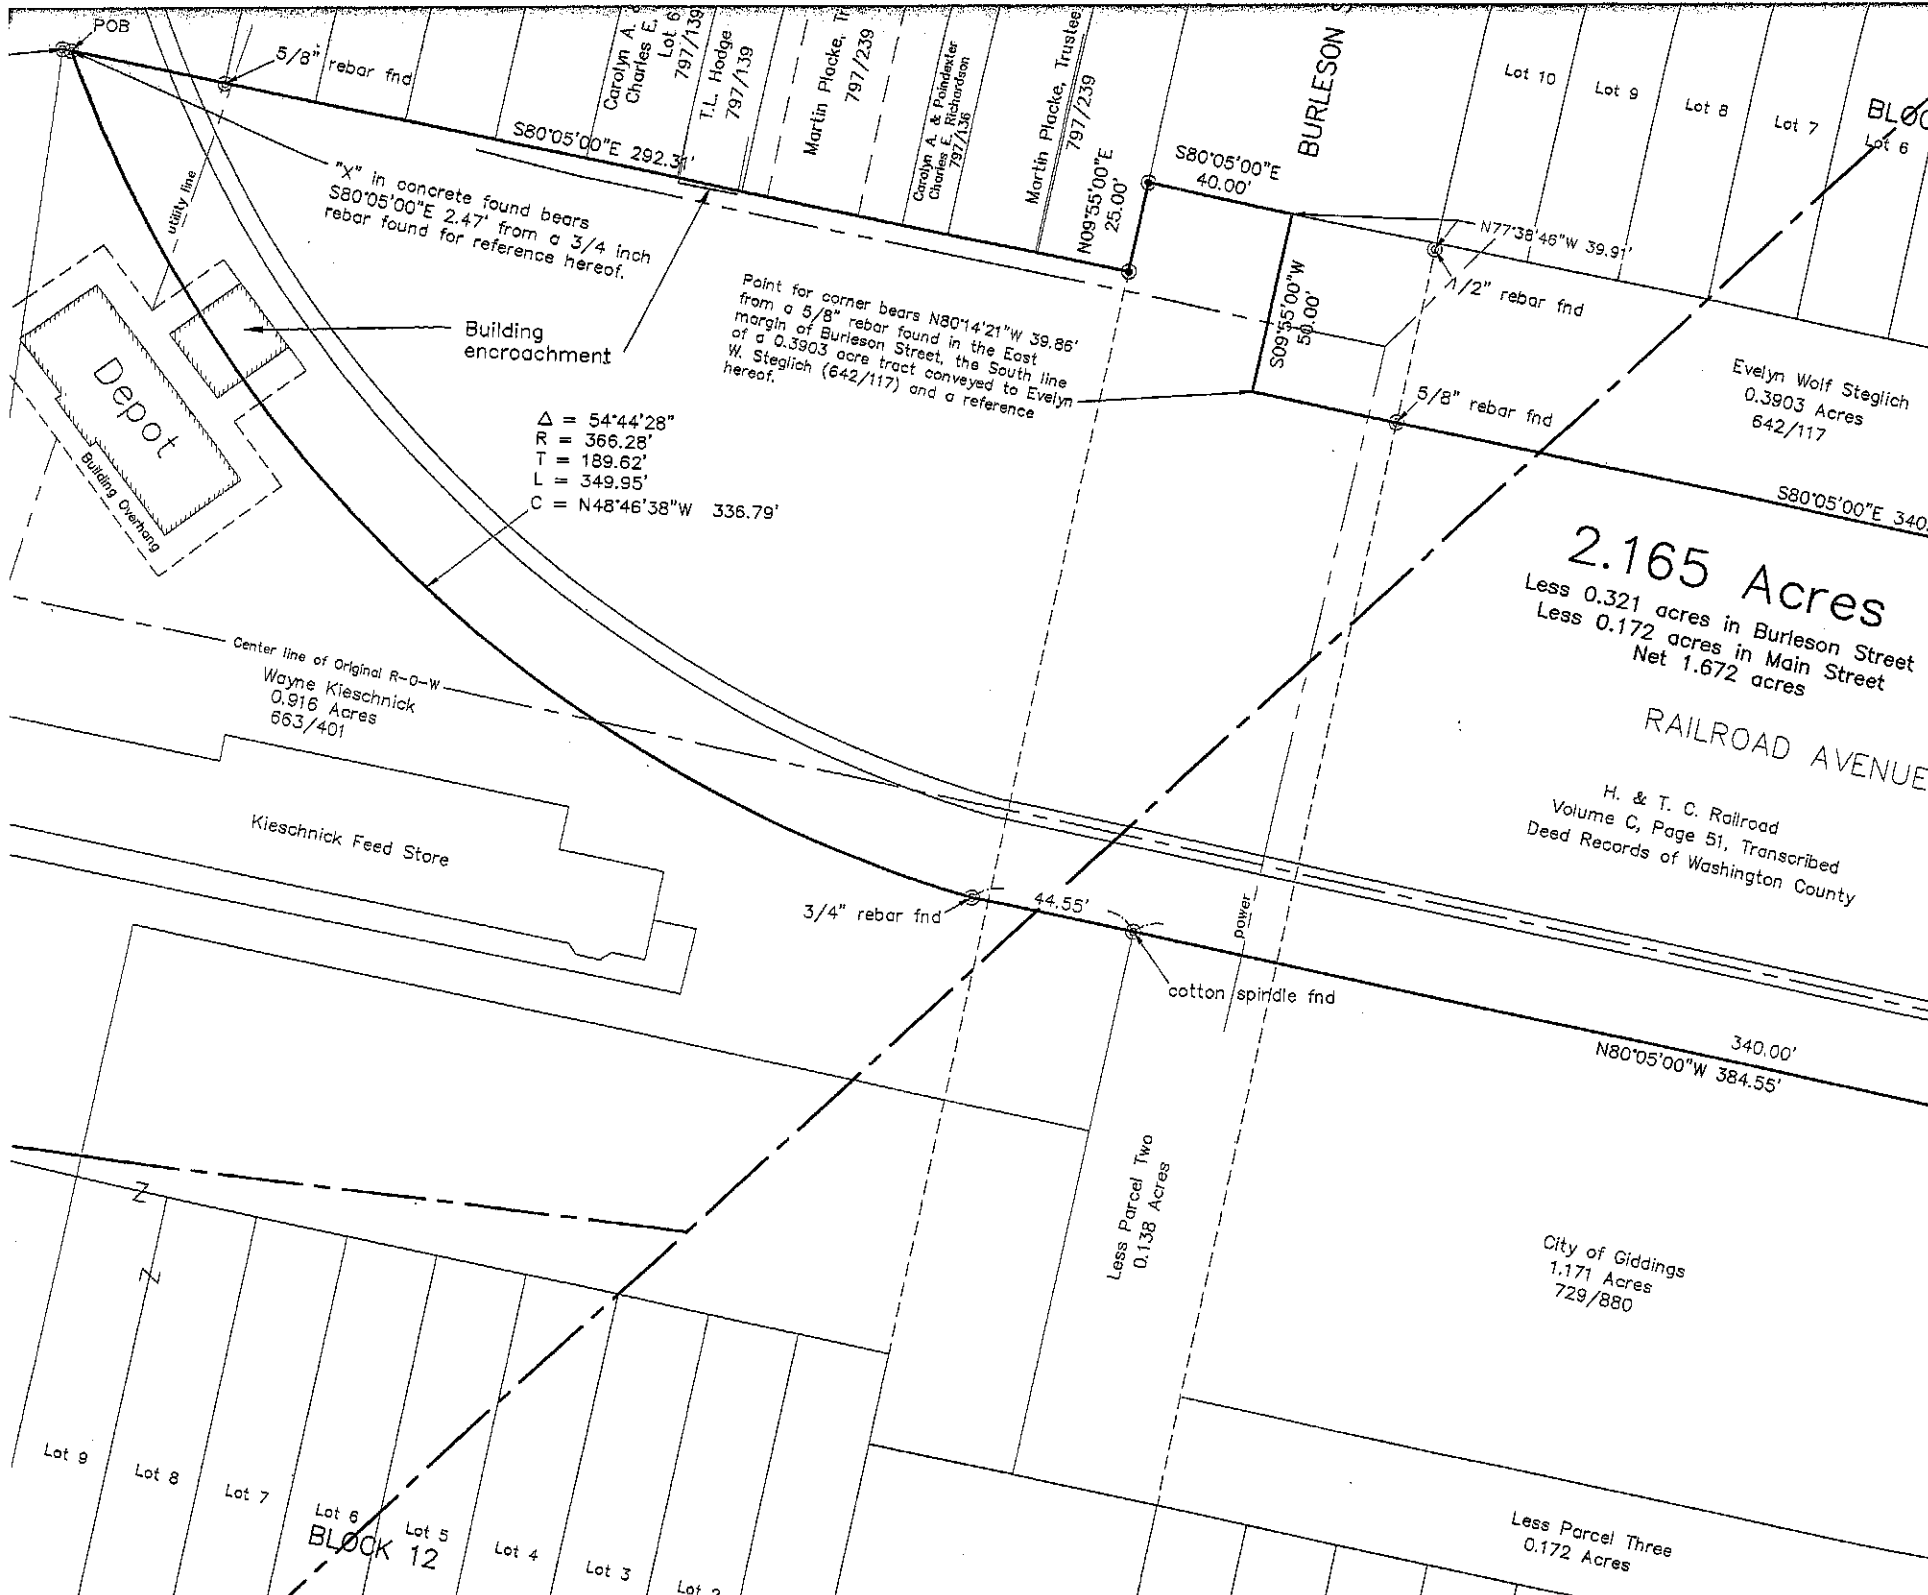 POB
5/8" rebar fnd
utility line
"X" in concrete found bears
S80°05'00"E 2.47' from a 3/4 inch
rebar found for reference hereof.
S80°05'00"E 292.31'
Carolyn A. &
Charles E.
Lot 6
797/139
T.L. Hodge
797/139
Martin Placke, Tr
797/239
Carolyn A. & Poindexter
Charles E. Richardson
797/136
Martin Placke, Trustee
797/239
N09°55'00"E
25.00'
S80°05'00"E
40.00'
BURLESON
Lot 10
Lot 9
Lot 8
Lot 7
BLOC
Lot 6
N77°38'46"W 39.91'
1/2" rebar fnd
S09°55'00"W
50.00'
Building
encroachment
Point for corner bears N80°14'21"W 39.86'
from a 5/8" rebar found in the East
margin of Burleson Street, the South line
of a 0.3903 acre tract conveyed to Evelyn
W. Steglich (642/117) and a reference
hereof.
5/8" rebar fnd
Evelyn Wolf Steglich
0.3903 Acres
642/117
Depot
Building Overhang
Δ = 54°44'28"
R = 366.28'
T = 189.62'
L = 349.95'
C = N48°46'38"W 336.79'
S80°05'00"E 340.
2.165 Acres
Less 0.321 acres in Burleson Street
Less 0.172 acres in Main Street
Net 1.672 acres
RAILROAD AVENUE
H. & T. C. Railroad
Volume C, Page 51, Transcribed
Deed Records of Washington County
Center line of Original R-O-W
Wayne Kieschnick
0.916 Acres
663/401
Kieschnick Feed Store
3/4" rebar fnd
44.55'
power
cotton spindle fnd
340.00'
N80°05'00"W 384.55'
Less Parcel Two
0.138 Acres
City of Giddings
1.171 Acres
729/880
Z
Z
Lot 9
Lot 8
Lot 7
Lot 6
Lot 5
BLOCK 12
Lot 4
Lot 3
Lot 2
Less Parcel Three
0.172 Acres